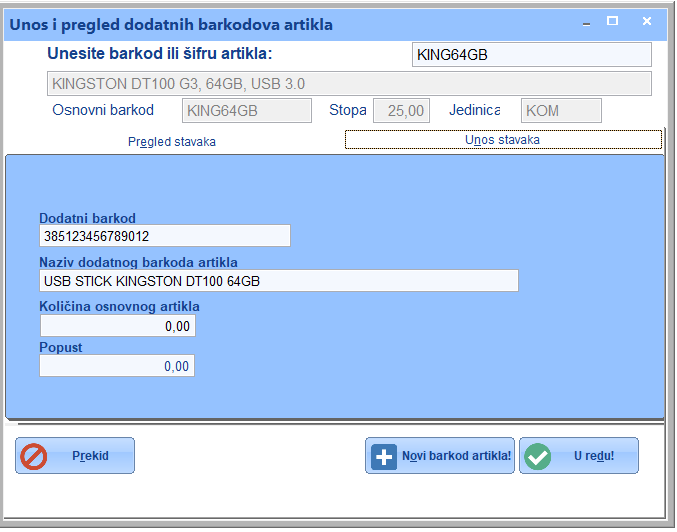 Unos i pregled dodatnih barkodova artikla
Unesite barkod ili šifru artikla: KING64GB
KINGSTON DT100 G3, 64GB, USB 3.0
Osnovni barkod KING64GB Stopa 25,00 Jedinica KOM
Pregled stavaka Unos stavaka
Dodatni barkod
385123456789012
Naziv dodatnog barkoda artikla
USB STICK KINGSTON DT100 64GB
Količina osnovnog artikla
0,00
Popust
0,00
Prekid Novi barkod artikla! U redu!